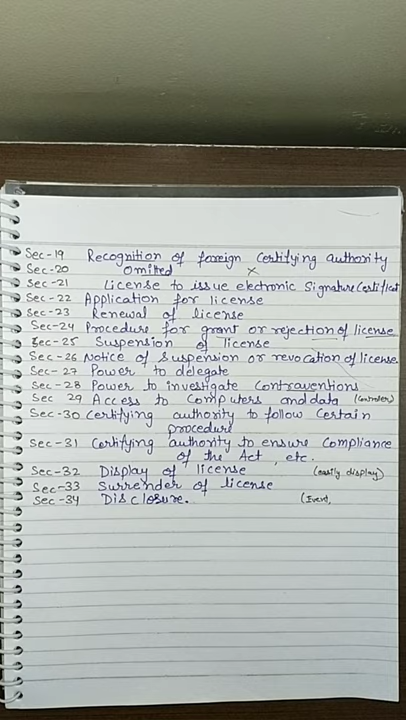 Sec-19 Recognition of foreign Certifying authority
Sec-20 Omitted ×
Sec-21 License to issue electronic Signature Certificat
Sec-22 Application for license
Sec-23 Renewal of license
Sec-24 Procedure for grant or rejection of license
Sec-25 Suspension of license
Sec-26 Notice of Suspension or revocation of license.
Sec-27 Power to delegate
Sec-28 Power to investigate Contraventions
Sec 29 Access to Computers and data
Sec-30 Certifying authority to follow Certain
procedure
Sec-31 Certifying authority to ensure Compliance
of the Act, etc.
Sec-32 Display of license (easily display)
Sec-33 Surrender of license
Sec-34 Disclosure. (Event,